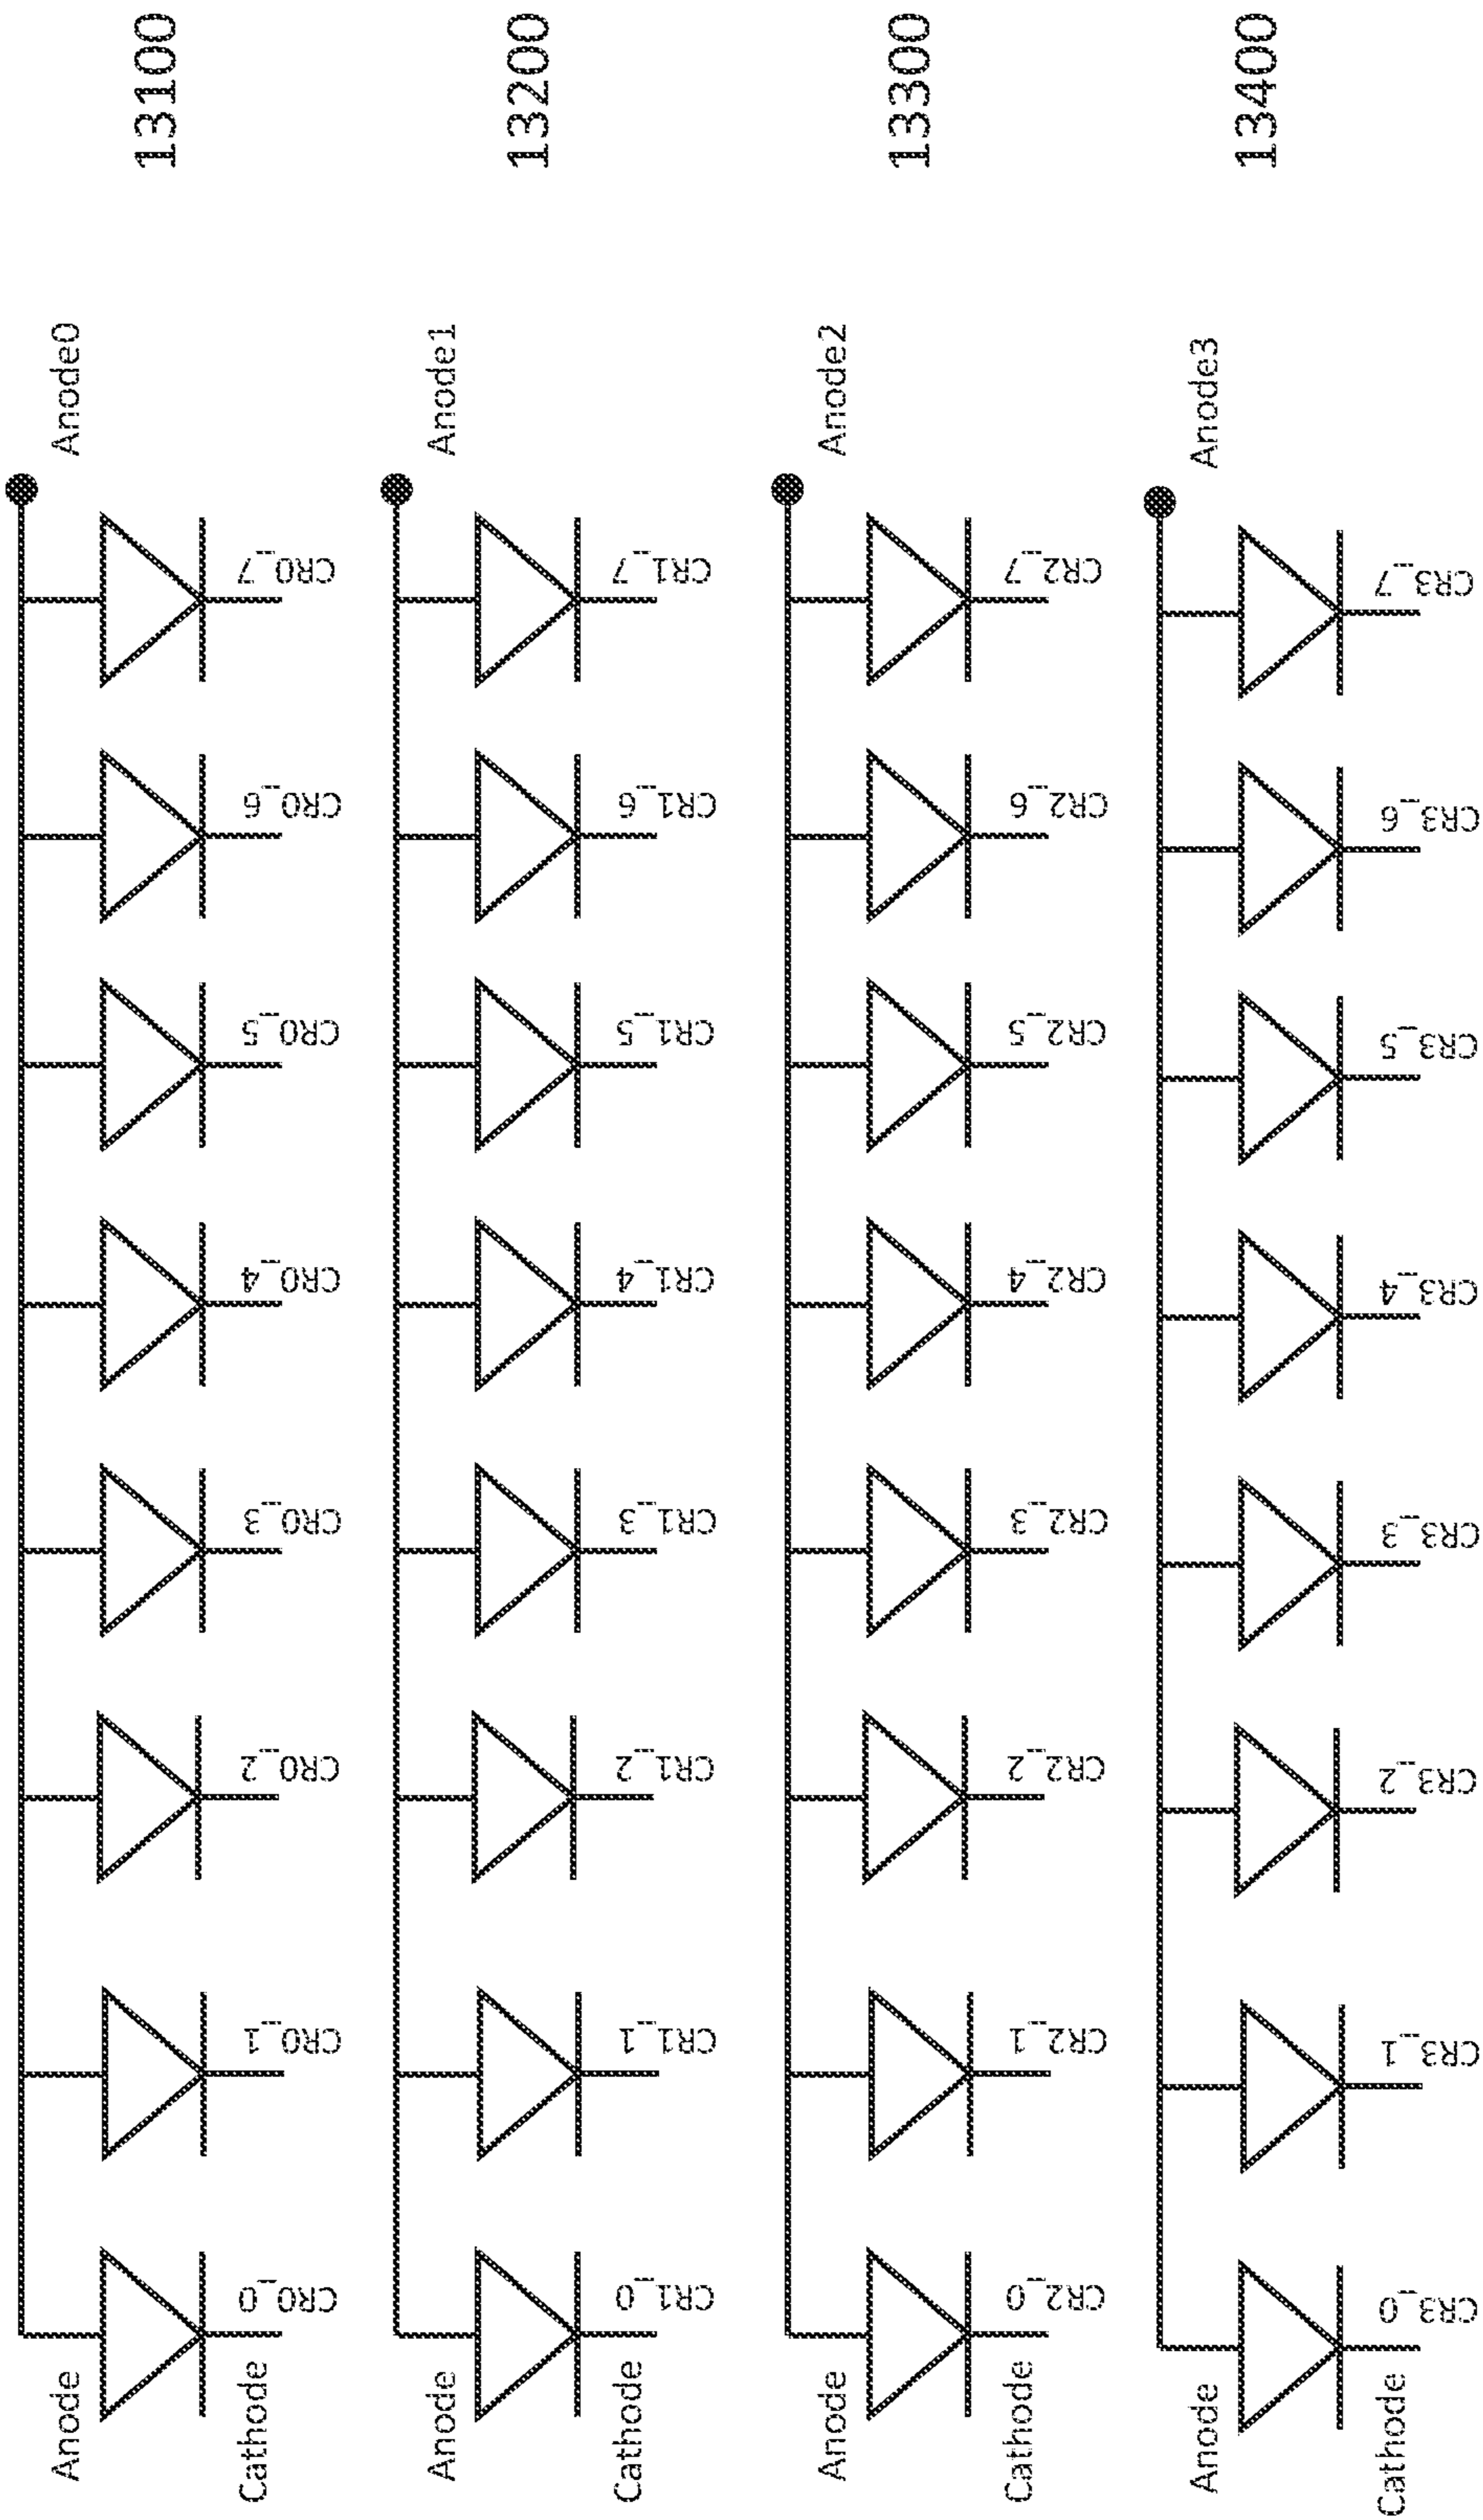 13100
Anode0
Anode
Cathode
CR0_0
CR0_1
CR0_2
CR0_3
CR0_4
CR0_5
CR0_6
CR0_7
13200
Anode1
Anode
Cathode
CR1_0
CR1_1
CR1_2
CR1_3
CR1_4
CR1_5
CR1_6
CR1_7
13300
Anode2
Anode
Cathode
CR2_0
CR2_1
CR2_2
CR2_3
CR2_4
CR2_5
CR2_6
CR2_7
13400
Anode3
Anode
Cathode
CR3_0
CR3_1
CR3_2
CR3_3
CR3_4
CR3_5
CR3_6
CR3_7